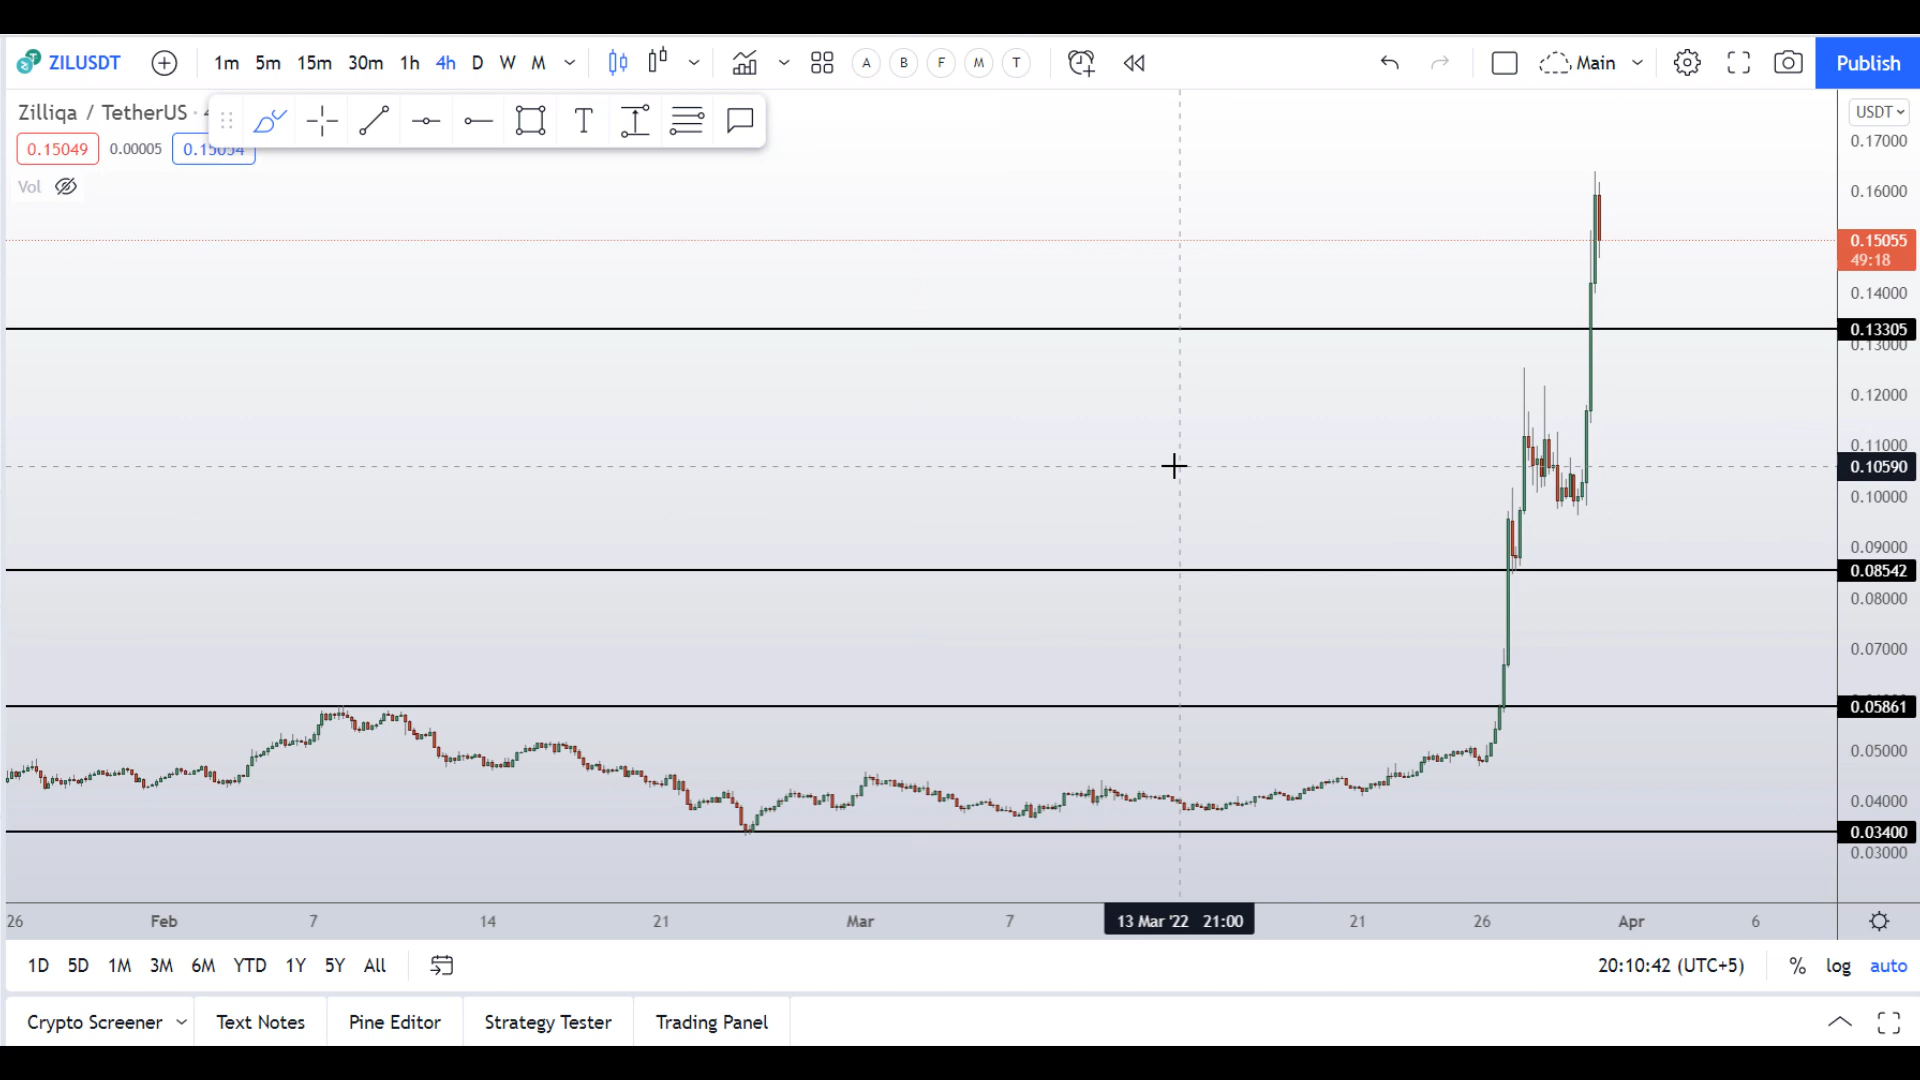 ZILUSDT 1m 5m 15m 30m 1h 4h D W M A B F M T Main Publish
Zilliqa / TetherUS · USDT
0.15049 0.00005 0.15054
Vol
0.17000
0.16000
0.15055
49:18
0.14000
0.13305
0.13000
0.12000
0.11000
0.10590
0.10000
0.09000
0.08542
0.08000
0.07000
0.05861
0.05000
0.04000
0.03400
0.03000
26 Feb 7 14 21 Mar 7 13 Mar '22 21:00 21 26 Apr 6
1D 5D 1M 3M 6M YTD 1Y 5Y All 20:10:42 (UTC+5) % log auto
Crypto Screener Text Notes Pine Editor Strategy Tester Trading Panel